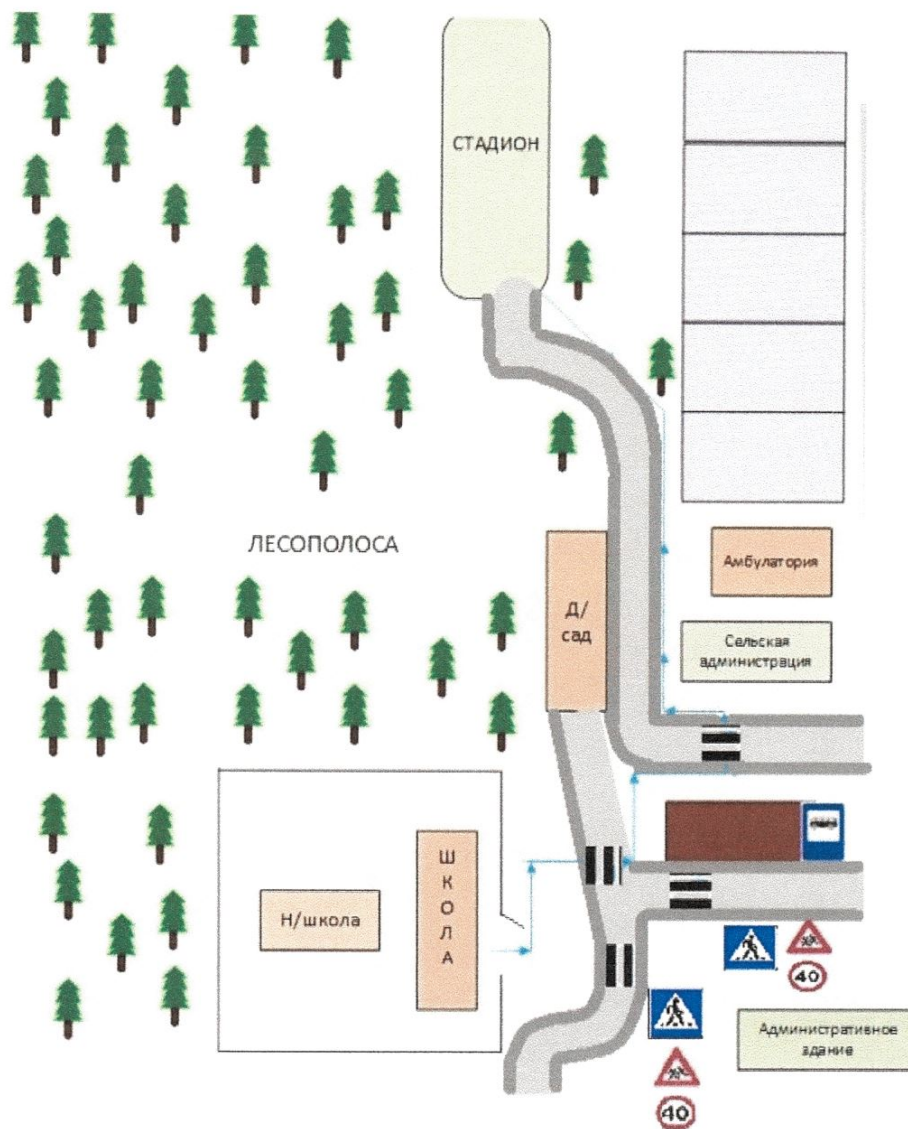 СТАДИОН
ЛЕСОПОЛОСА
Амбулатория
Д/
сад
Сельская
администрация
Ш
К
О
Л
А
Н/школа
40
40
Административное
здание